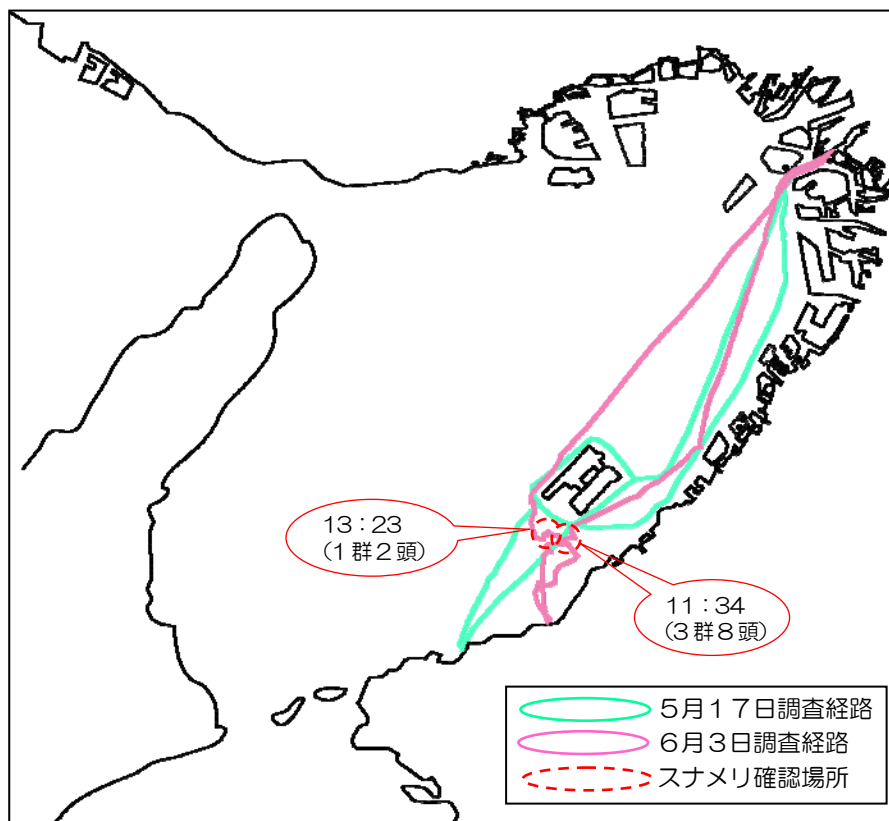 13：23
（1群2頭）
11：34
（3群8頭）
５月１７日調査経路
６月３日調査経路
スナメリ確認場所